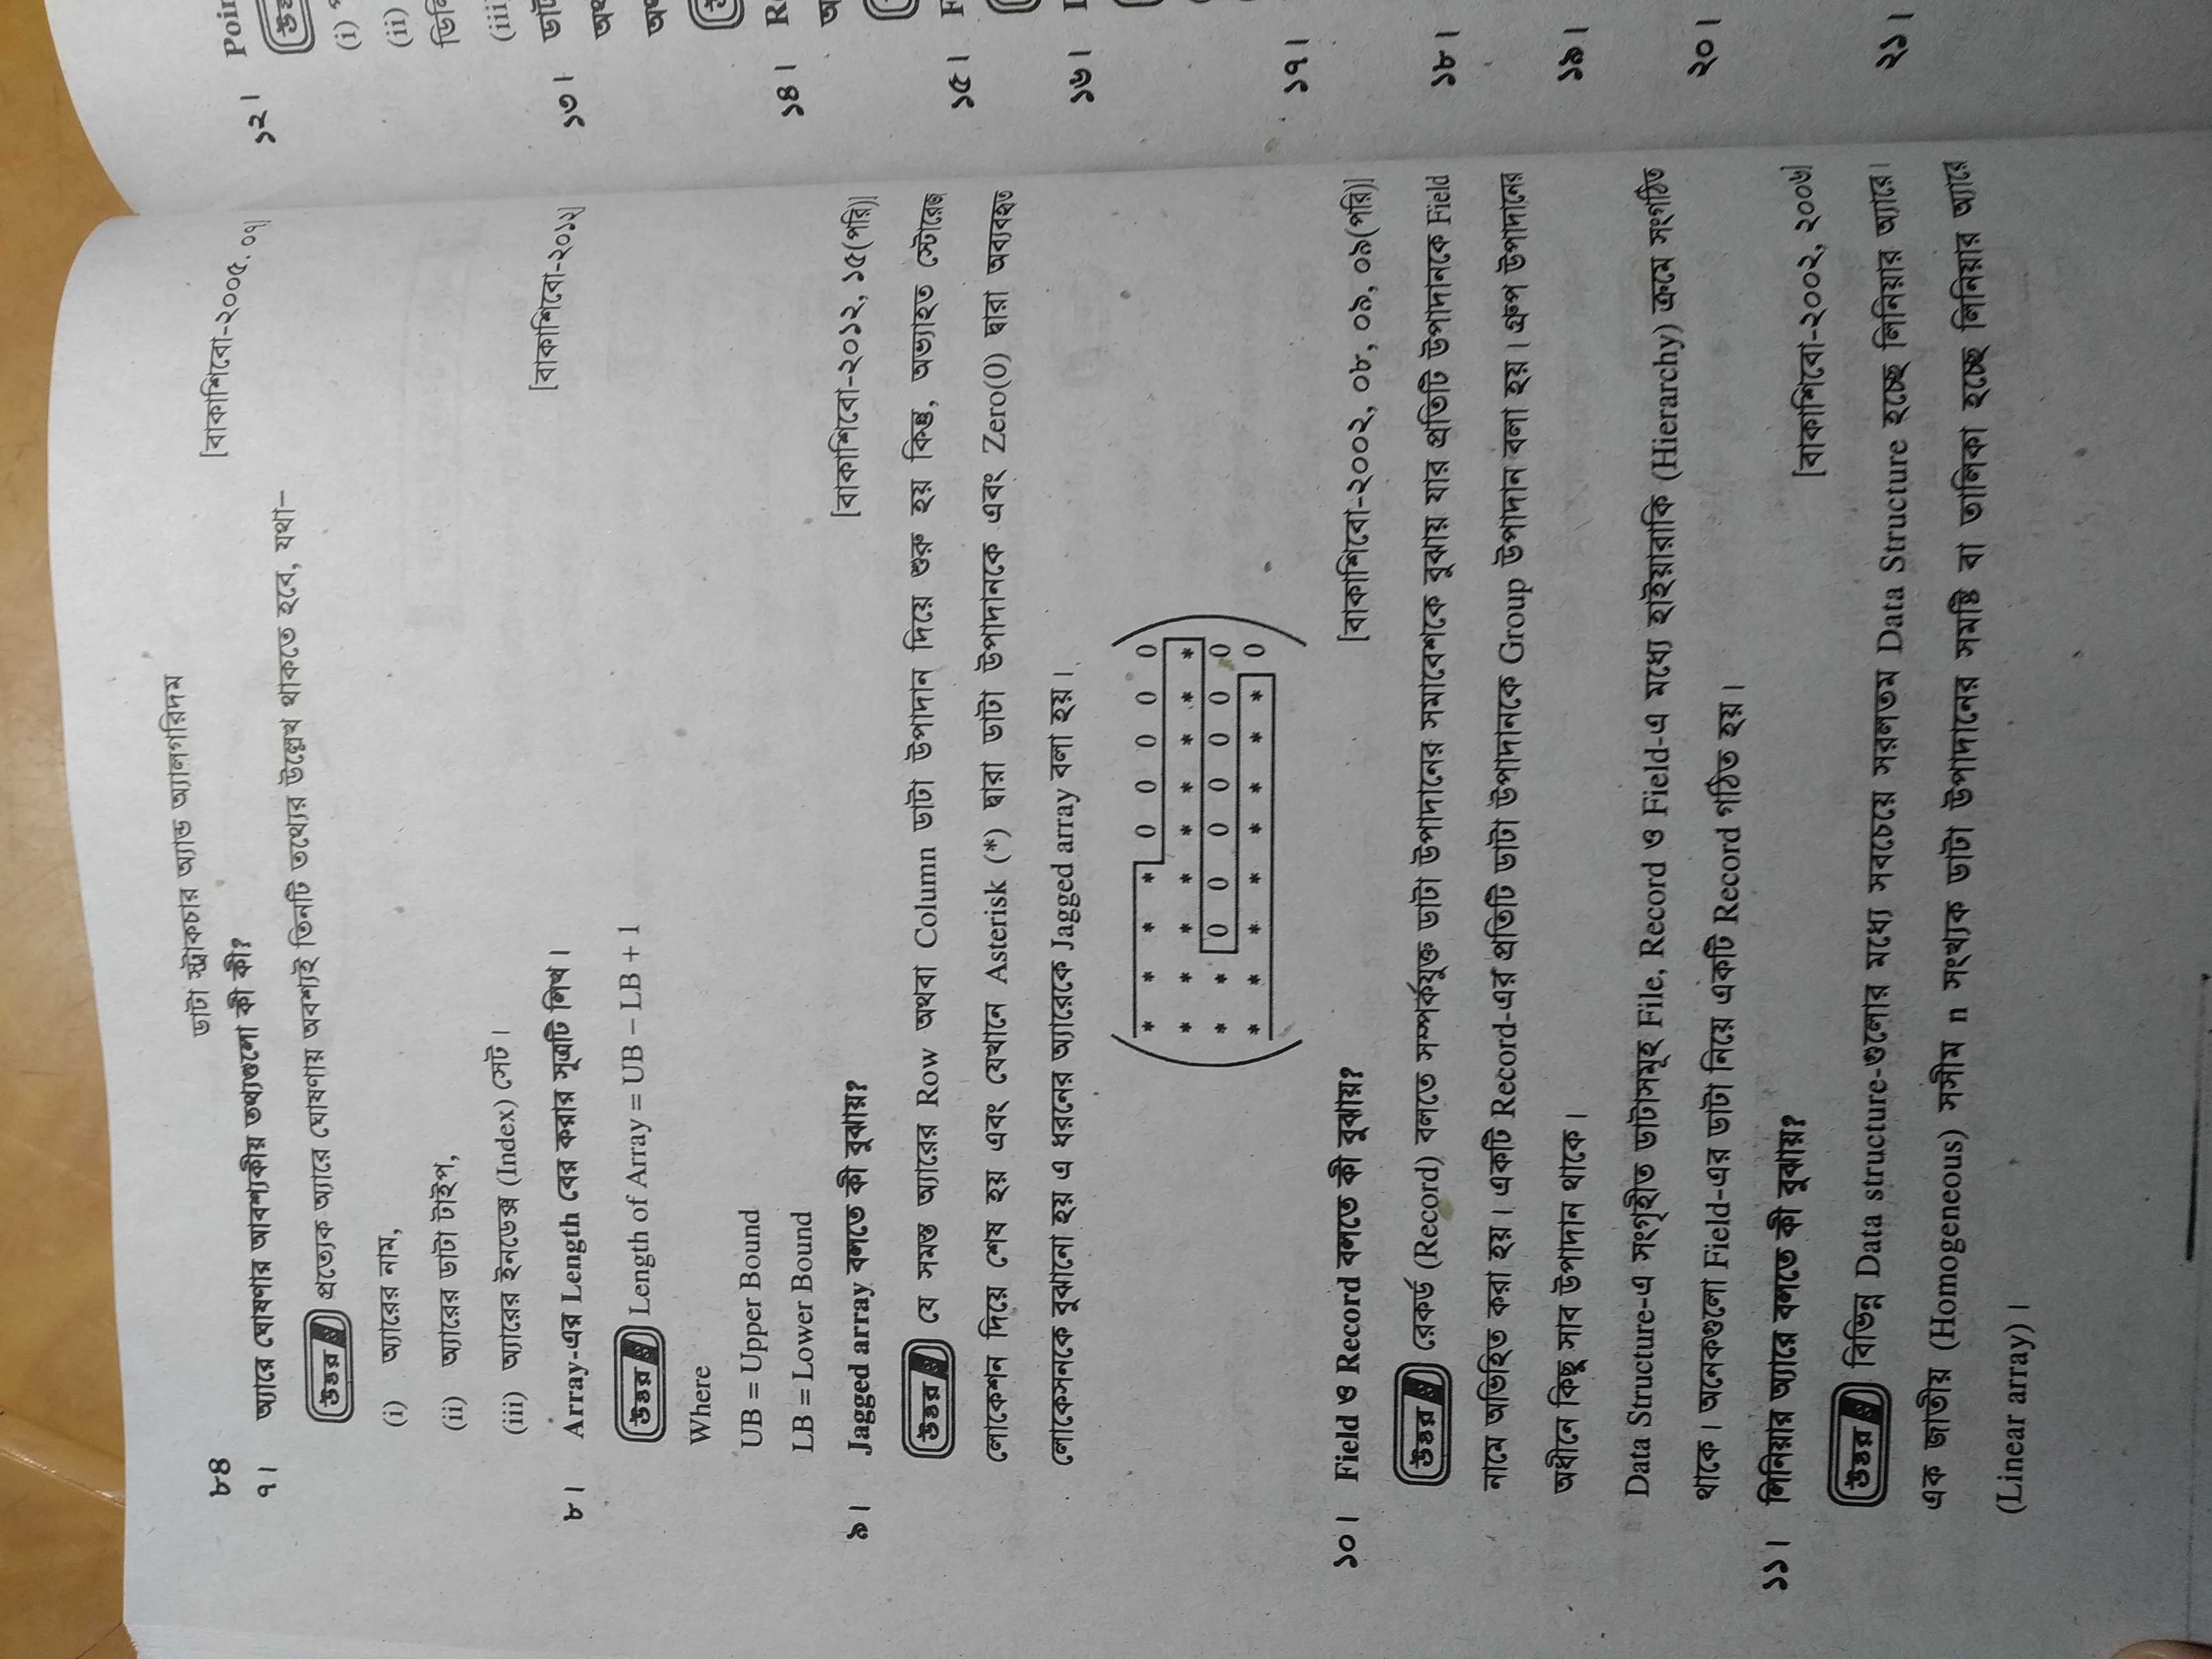 ৮৪
ডাটা স্ট্রাকচার অ্যান্ড অ্যালগরিদম
৭। অ্যারে ঘোষণার আবশ্যকীয় তথ্যগুলো কী কী?
[বাকাশিবো-২০০৫, ০৭]
উত্তর প্রত্যেক অ্যারে ঘোষণায় অবশ্যই তিনটি তথ্যের উল্লেখ থাকতে হবে, যথা–
(i) অ্যারের নাম,
(ii) অ্যারের ডাটা টাইপ,
(iii) অ্যারের ইনডেক্স (Index) সেট।
৮। Array-এর Length বের করার সূত্রটি লিখ।
[বাকাশিবো-২০১২]
উত্তর Length of Array = UB – LB + 1
Where
UB = Upper Bound
LB = Lower Bound
৯। Jagged array বলতে কী বুঝায়?
[বাকাশিবো-২০১২, ১৫(পরি)]
উত্তর যে সমস্ত অ্যারের Row অথবা Column ডাটা উপাদান দিয়ে শুরু হয় কিন্তু, অভ্যাহত স্টোরেজ
লোকেশন দিয়ে শেষ হয় এবং যেখানে Asterisk (*) দ্বারা ডাটা উপাদনকে এবং Zero(0) দ্বারা অব্যবহৃত
লোকেসনকে বুঝানো হয় এ ধরনের অ্যারেকে Jagged array বলা হয়।
* * * * 0 0 0 0 0
* * * * * * * * *
* * 0 0 0 0 0 0 0
* * * * * * * * 0
১০। Field ও Record বলতে কী বুঝায়?
[বাকাশিবো-২০০২, ০৮, ০৯, ০৯(পরি)]
উত্তর রেকর্ড (Record) বলতে সম্পর্কযুক্ত ডাটা উপাদানের সমাবেশকে বুঝায় যার প্রতিটি উপাদানকে Field
নামে অভিহিত করা হয়। একটি Record-এর প্রতিটি ডাটা উপাদানকে Group উপাদান বলা হয়। গ্রুপ উপাদানের
অধীনে কিছু সাব উপাদান থাকে।
Data Structure-এ সংগৃহীত ডাটাসমূহ File, Record ও Field-এ মধ্যে হাইয়ারারকি (Hierarchy) ক্রমে সংগঠিত
থাকে। অনেকগুলো Field-এর ডাটা নিয়ে একটি Record গঠিত হয়।
১১। লিনিয়ার অ্যারে বলতে কী বুঝায়?
[বাকাশিবো-২০০২, ২০০৬]
উত্তর বিভিন্ন Data structure-গুলোর মধ্যে সবচেয়ে সরলতম Data Structure হচ্ছে লিনিয়ার অ্যারে।
এক জাতীয় (Homogeneous) সসীম n সংখ্যক ডাটা উপাদানের সমষ্টি বা তালিকা হচ্ছে লিনিয়ার অ্যারে
(Linear array)।
১২।
(i)
(ii)
(iii)
১৩।
১৪।
১৫।
১৬।
১৭।
১৮।
১৯।
২০।
২১।